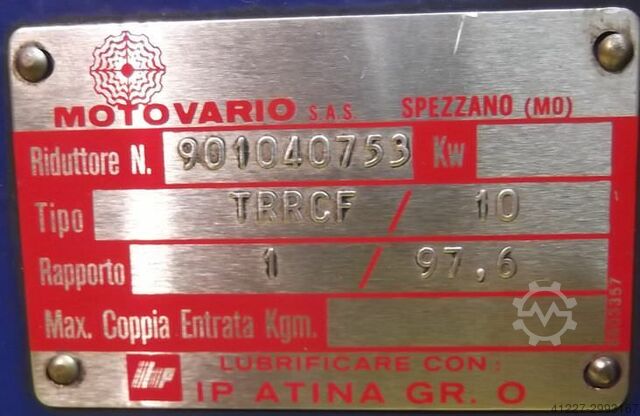 MOTOVARIO S.A.S. SPEZZANO (MO)
Riduttore N. 901040753 Kw
Tipo TRRCF / 10
Rapporto 1 / 97,6
Max. Coppia Entrata Kgm.
LUBRIFICARE CON:
IP ATINA GR. 0